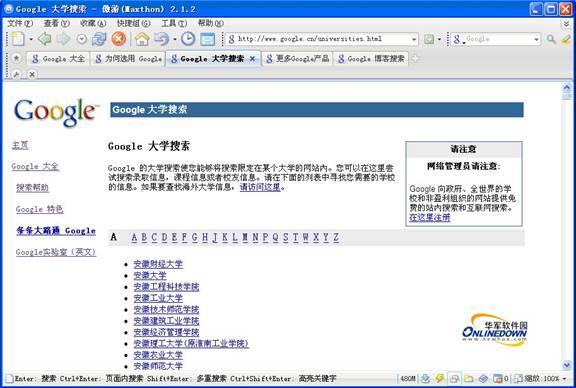 Google 大学搜索 - 傲游(Maxthon) 2.1.2
文件(F) 查看(V) 收藏(A) 快捷组(G) 工具(T) 帮助(H)
http://www.google.cn/universities.html
Google
Google 大全
为何选用 Google
Google 大学搜索
更多Google产品
Google 博客搜索
Google
Google 大学搜索
主页
Google 大全
搜索帮助
Google 特色
条条大路通 Google
Google实验室（英文）
Google 大学搜索
Google 的大学搜索使您能够将搜索限定在某个大学的网站内。您可以在这里尝
试搜索录取信息，课程信息或者校友信息。请在下面的列表中寻找您需要的学校
的信息。如果要查找海外大学信息，请访问这里。
请注意
网络管理员请注意：
Google 向政府、全世界的学
校和非盈利组织的网站提供免
费的站内搜索和互联网搜索。
在这里注册
A A B C D E F G H J K L M N P Q S T W X Y Z
安徽财经大学
安徽大学
安徽工程科技学院
安徽工业大学
安徽技术师范学院
安徽建筑工业学院
安徽经济管理学院
安徽理工大学(原淮南工业学院)
安徽农业大学
安徽师范大学
华军软件园
ONLINEDOWN
www.newhua.com
Enter: 搜索 Ctrl+Enter: 页面内搜索 Shift+Enter: 多重搜索 Ctrl+Shift+Enter: 高亮关键字
480M
0
缩放:100%